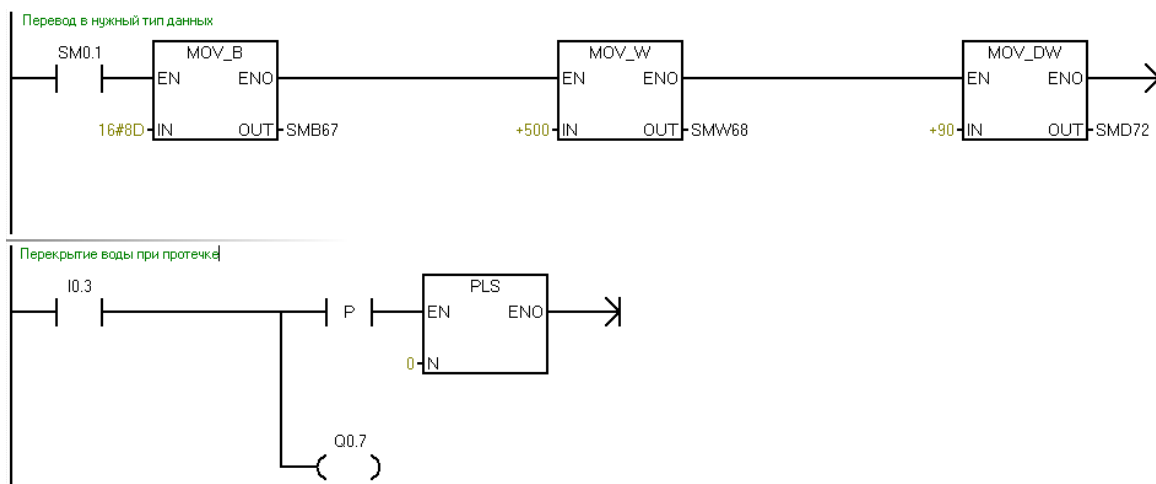 Перевод в нужный тип данных
SM0.1 MOV_B MOV_W MOV_DW
EN ENO EN ENO EN ENO
16#8D IN OUT SMB67 +500 IN OUT SMW68 +90 IN OUT SMD72
Перекрытие воды при протечке
I0.3 PLS
P EN ENO
0 N
Q0.7